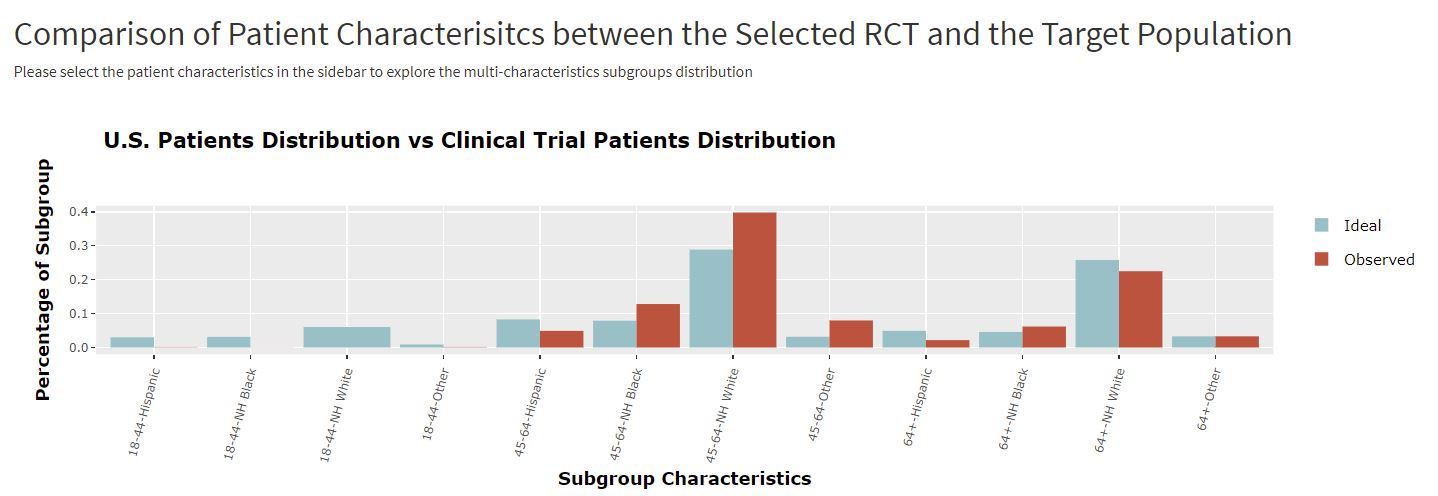 Comparison of Patient Characterisitcs between the Selected RCT and the Target Population
Please select the patient characteristics in the sidebar to explore the multi-characteristics subgroups distribution
U.S. Patients Distribution vs Clinical Trial Patients Distribution
Percentage of Subgroup
0.4
0.3
0.2
0.1
0.0
Ideal
Observed
18-44-Hispanic
18-44-NH Black
18-44-NH White
18-44-Other
45-64-Hispanic
45-64-NH Black
45-64-NH White
45-64-Other
64+-Hispanic
64+-NH Black
64+-NH White
64+-Other
Subgroup Characteristics